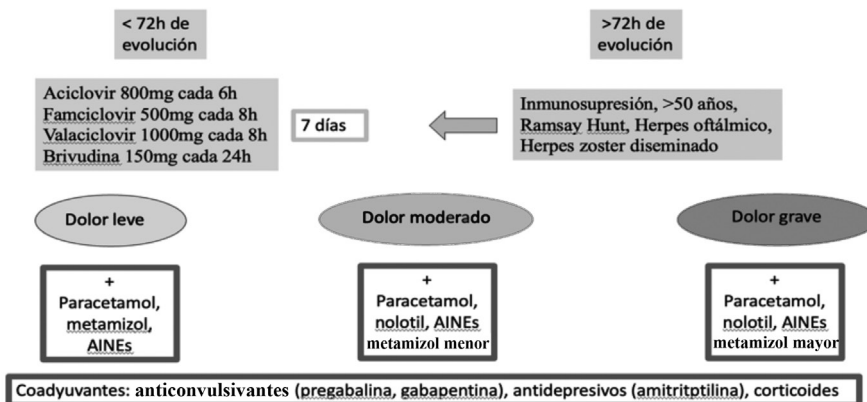 < 72h de
evolución
>72h de
evolución
Aciclovir 800mg cada 6h
Famciclovir 500mg cada 8h
Valaciclovir 1000mg cada 8h
Brivudina 150mg cada 24h
7 días
Inmunosupresión, >50 años,
Ramsay Hunt, Herpes oftálmico,
Herpes zoster diseminado
Dolor leve
Dolor moderado
Dolor grave
+
Paracetamol,
metamizol,
AINEs
+
Paracetamol,
nolotil, AINEs
metamizol menor
+
Paracetamol,
nolotil, AINEs
metamizol mayor
Coadyuvantes: anticonvulsivantes (pregabalina, gabapentina), antidepresivos (amitritptilina), corticoides